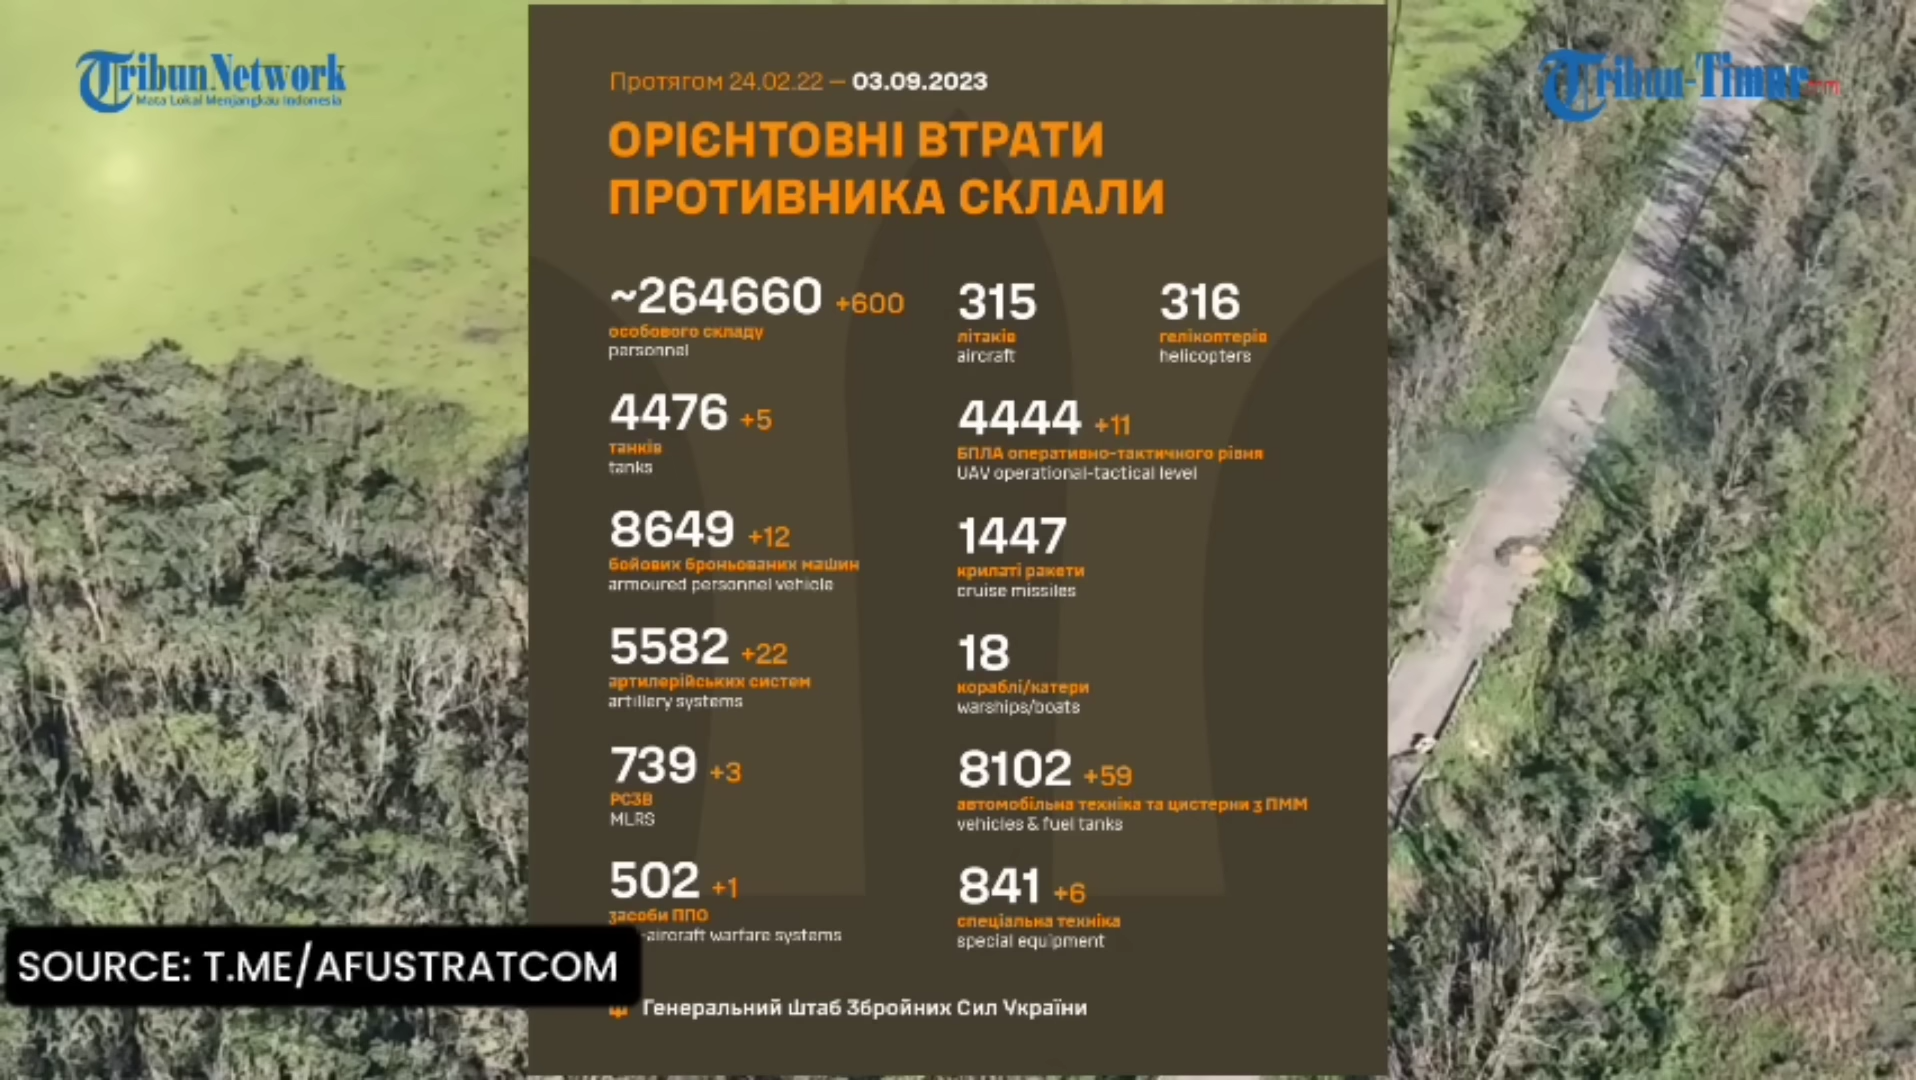 Tribun Network
Mata Lokal Menjangkau Indonesia
Tribun-Timur.com
Протягом 24.02.22 – 03.09.2023
ОРІЄНТОВНІ ВТРАТИ
ПРОТИВНИКА СКЛАЛИ
~264660 +600
особового складу
personnel
315
літаків
aircraft
316
гелікоптерів
helicopters
4476 +5
танків
tanks
4444 +11
БПЛА оперативно-тактичного рівня
UAV operational-tactical level
8649 +12
бойових броньованих машин
armoured personnel vehicle
1447
крилаті ракети
cruise missiles
5582 +22
артилерійських систем
artillery systems
18
кораблі/катери
warships/boats
739 +3
РСЗВ
MLRS
8102 +59
автомобільна техніка та цистерни з ПММ
vehicles & fuel tanks
502 +1
засоби ППО
-aircraft warfare systems
841 +6
спеціальна техніка
special equipment
SOURCE: T.ME/AFUSTRATCOM
Генеральний штаб Збройних Сил України